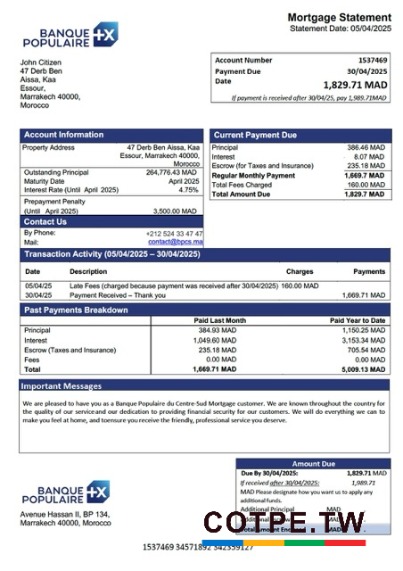 BANQUE
POPULAIRE
Mortgage Statement
Statement Date: 05/04/2025
John Citizen
47 Derb Ben
Aissa, Kaa
Essour,
Marrakech 40000,
Morocco
Account Number 1537469
Payment Due 30/04/2025
Date
1,829.71 MAD
If payment is received after 30/04/25, pay 1,989.71MAD
Account Information
Property Address 47 Derb Ben Aissa, Kaa
Essour, Marrakech 40000,
Morocco
Outstanding Principal 264,776.43 MAD
Maturity Date April 2025
Interest Rate (Until April 2025) 4.75%
Prepayment Penalty
(Until April 2025) 3,500.00 MAD
Contact Us
By Phone: +212 524 33 47 47
Mail: contact@bpcs.ma
Current Payment Due
Principal 386.46 MAD
Interest 8.07 MAD
Escrow (for Taxes and Insurance) 235.18 MAD
Regular Monthly Payment 1,669.7 MAD
Total Fees Charged 160.00 MAD
Total Amount Due 1,829.7 MAD
Transaction Activity (05/04/2025 – 30/04/2025)
Date Description Charges Payments
05/04/25 Late Fees (charged because payment was received after 30/04/2025) 160.00 MAD
30/04/25 Payment Received – Thank you 1,669.71 MAD
Past Payments Breakdown
Paid Last Month Paid Year to Date
Principal 384.93 MAD 1,150.25 MAD
Interest 1,049.60 MAD 3,153.34 MAD
Escrow (Taxes and Insurance) 235.18 MAD 705.54 MAD
Fees 0.00 MAD 0.00 MAD
Total 1,669.71 MAD 5,009.13 MAD
Important Messages
We are pleased to have you as a Banque Populaire du Centre-Sud Mortgage customer. We are known throughout the country for
the quality of our service and our dedication to providing financial security for our customers. We will do everything we can to
make you feel at home, and toensure you receive the friendly, professional service you deserve.
BANQUE
POPULAIRE
Avenue Hassan II, BP 134,
Marrakech 40000, Morocco
Amount Due
Due By 30/04/2025: 1,829.71 MAD
If received after 30/04/2025: 1,989.71
MAD Please designate how you want us to apply any
additional funds.
Additional Principal MAD
COTPE.TW
1537469 34571892 342359127